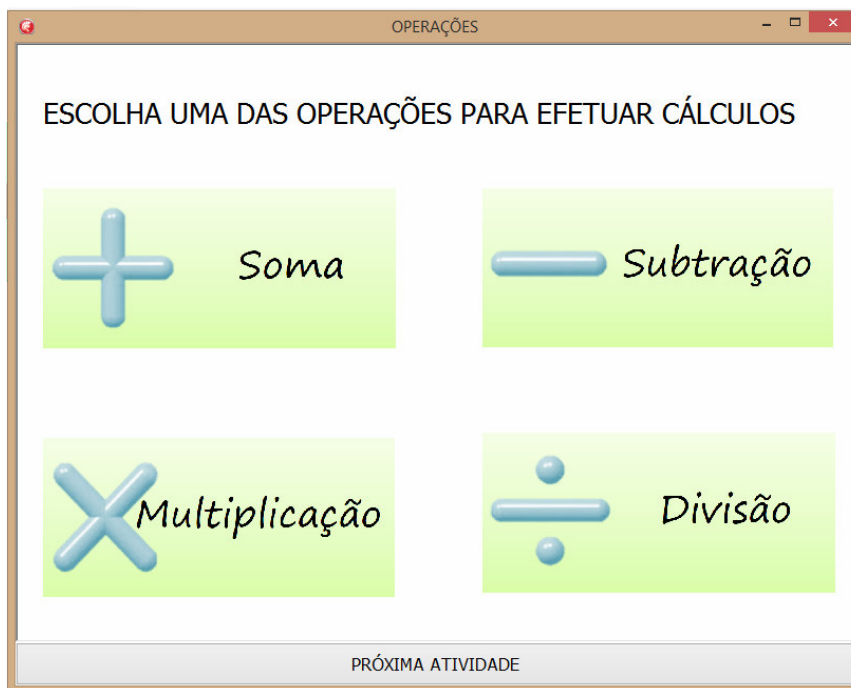 OPERAÇÕES
ESCOLHA UMA DAS OPERAÇÕES PARA EFETUAR CÁLCULOS
Soma
Subtração
Multiplicação
Divisão
PRÓXIMA ATIVIDADE